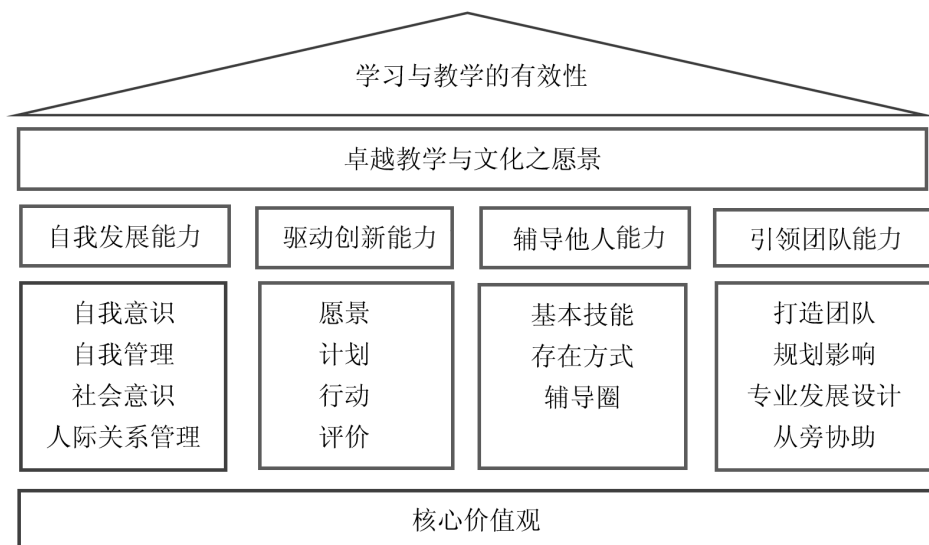 学习与教学的有效性
卓越教学与文化之愿景
自我发展能力
驱动创新能力
辅导他人能力
引领团队能力
自我意识
自我管理
社会意识
人际关系管理
愿景
计划
行动
评价
基本技能
存在方式
辅导圈
打造团队
规划影响
专业发展设计
从旁协助
核心价值观